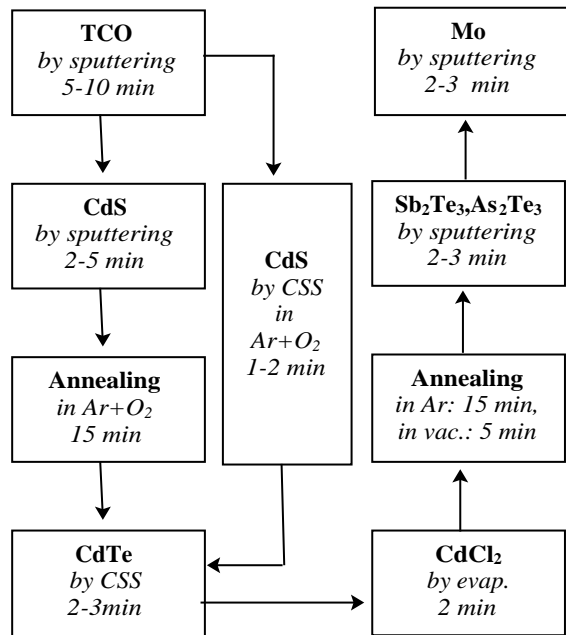 TCO
by sputtering
5-10 min
CdS
by sputtering
2-5 min
Annealing
in Ar+O₂
15 min
CdTe
by CSS
2-3min
CdS
by CSS
in
Ar+O₂
1-2 min
Mo
by sputtering
2-3 min
Sb₂Te₃,As₂Te₃
by sputtering
2-3 min
Annealing
in Ar: 15 min,
in vac.: 5 min
CdCl₂
by evap.
2 min